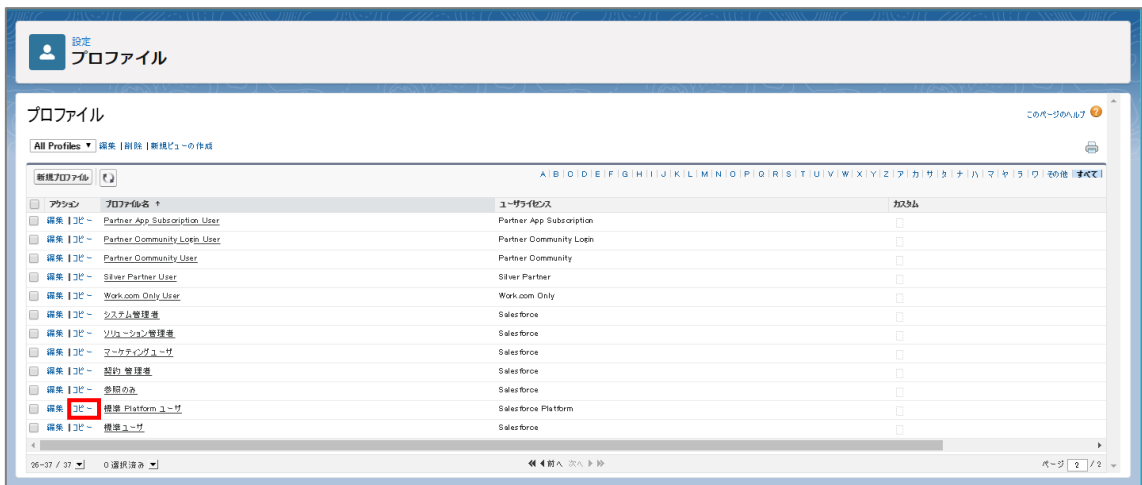 設定
プロファイル
プロファイル
このページのヘルプ
All Profiles ▼ 編集 | 削除 | 新規ビューの作成
新規プロファイル A | B | C | D | E | F | G | H | I | J | K | L | M | N | O | P | Q | R | S | T | U | V | W | X | Y | Z | ア | カ | サ | タ | ナ | ハ | マ | ヤ | ラ | ワ | その他 | すべて
アクション プロファイル名 ↑ ユーザライセンス カスタム
編集 | コピー Partner App Subscription User Partner App Subscription
編集 | コピー Partner Community Login User Partner Community Login
編集 | コピー Partner Community User Partner Community
編集 | コピー Silver Partner User Silver Partner
編集 | コピー Work.com Only User Work.com Only
編集 | コピー システム管理者 Salesforce
編集 | コピー ソリューション管理者 Salesforce
編集 | コピー マーケティングユーザ Salesforce
編集 | コピー 契約 管理者 Salesforce
編集 | コピー 参照のみ Salesforce
編集 | コピー 標準 Platform ユーザ Salesforce Platform
編集 | コピー 標準ユーザ Salesforce
26-37 / 37 0 選択済み 前へ 次へ ページ 2 / 2